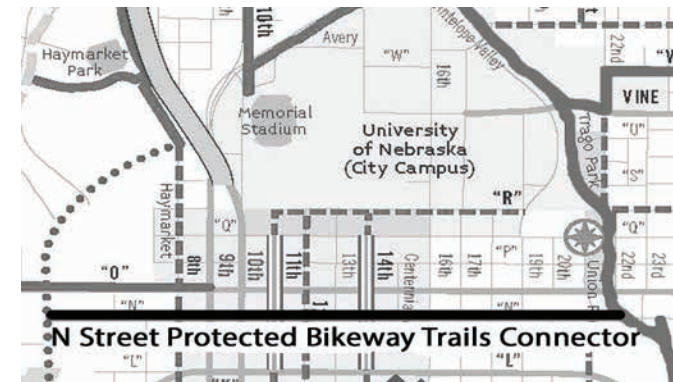 Haymarket
Park
10th
Avery
Antelope Valley
"W"
16th
22nd
VINE
Memorial
Stadium
University
of Nebraska
(City Campus)
Trago Park
"U"
"S"
"R"
Haymarket
"Q"
"Q"
8th
9th
10th
11th
13th
14th
Centennial
16th
17th
"P"
19th
20th
Union
22nd
23rd
"O"
"N"
"N"
N Street Protected Bikeway Trails Connector
"L"
"L"